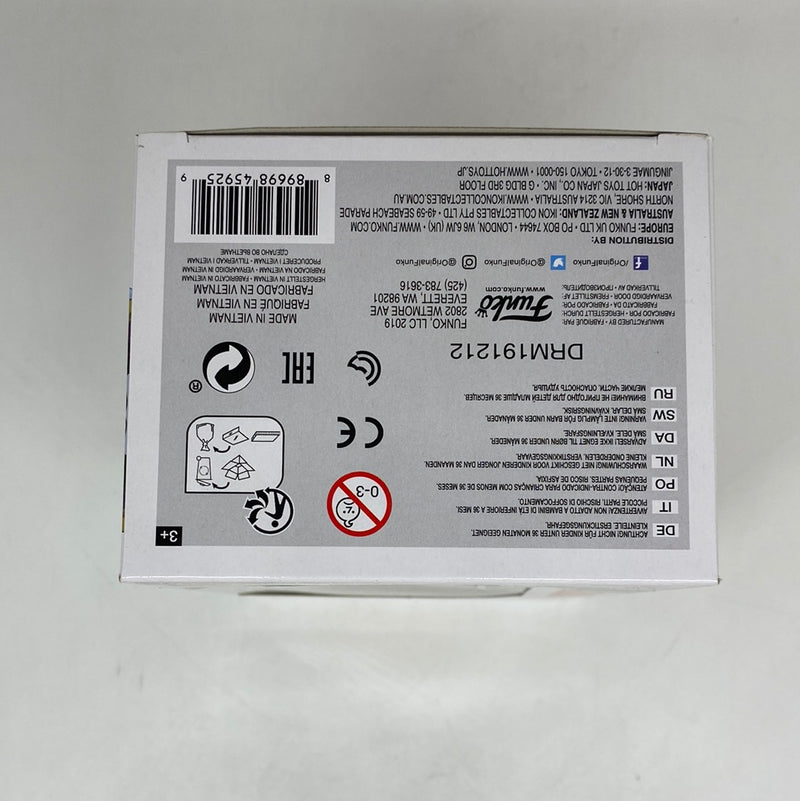 3+
DE ACHTUNG! NICHT FÜR KINDER UNTER 36 MONATEN GEEIGNET.
KLEINTEILE. ERSTICKUNGSGEFAHR.
IT AVVERTENZA! NON ADATTO A BAMBINI DI ETÀ INFERIORE A 36 MESI.
PICCOLE PARTI. RISCHIO DI SOFFOCAMENTO.
PO ATENÇÃO! CONTRA-INDICADO PARA CRIANÇAS COM DE MENOS DE 36 MESES.
PEQUENAS PARTES. RISCO DE ASFIXIA.
NL WAARSCHUWING! NIET GESCHIKT VOOR KINDEREN JONGER DAN 36 MAANDEN.
KLEINE ONDERDELEN. VERSTIKKINGSGEVAAR.
DA ADVARSEL! IKKE EGNET TIL BØRN UNDER 36 MÅNEDER.
SMÅ DELE. KVÆLNINGSFARE.
SW VARNING! INTE LÄMPLIG FÖR BARN UNDER 36 MÅNADER.
SMÅ DELAR. KVÄVNINGSRISK.
RU ВНИМАНИЕ! НЕ ПРИГОДНО ДЛЯ ДЕТЕЙ МЛАДШЕ 36 МЕСЯЦЕВ.
МЕЛКИЕ ЧАСТИ. ОПАСНОСТЬ УДУШЬЯ.
0-3
CE
EAC
®
DRM191212
MANUFACTURED BY: FABRIQUÉ PAR:
FABRICADO POR: HERGESTELLT DURCH:
FABRICADO DA: FABRICADO POR:
VERVAARDIGD DOOR: FREMSTILLET AF:
TILLVERKAD AV: ПРОИЗВОДИТЕЛЬ:
Funko
www.funko.com
FUNKO, LLC 2019
2802 WETMORE AVE
EVERETT, WA 98201
(425) 783-3616
MADE IN VIETNAM
FABRIQUÉ EN VIETNAM
FABRICADO EN VIETNAM
HERGESTELLT IN VIETNAM • FABRICATO IN VIETNAM
FABRICADO NA VIETNAM • VERVAARDIGD IN VIETNAM
PRODUCERET I VIETNAM • TILLVERKAD I VIETNAM
СДЕЛАНО ВО ВЬЕТНАМЕ
f /OriginalFunko @OriginalFunko @OriginalFunko
DISTRIBUTION BY:
EUROPE: FUNKO UK LTD • PO BOX 74644 • LONDON, W6 6JW (UK) • WWW.FUNKO.COM
AUSTRALIA & NEW ZEALAND: IKON COLLECTABLES PTY LTD • 49-59 SEABEACH PARADE
NORTH SHORE, VIC 3214 AUSTRALIA • WWW.IKONCOLLECTABLES.COM.AU
JAPAN: HOT TOYS JAPAN CO., INC. • G BLDG 3RD FLOOR
JINGUMAE 3-30-12 • TOKYO 150-0001 • WWW.HOTTOYS.JP
8 89698 45925 9